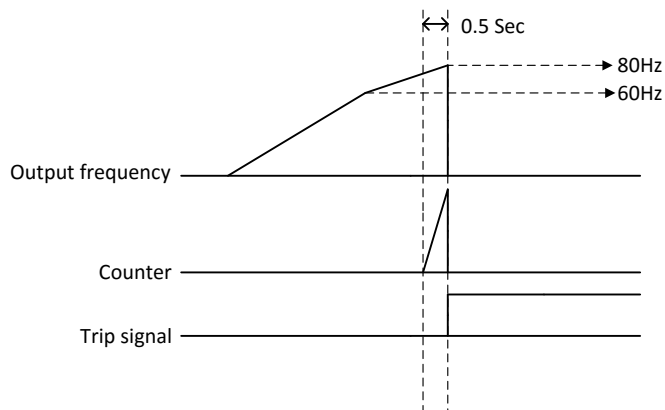 0.5 Sec
80Hz
60Hz
Output frequency
Counter
Trip signal